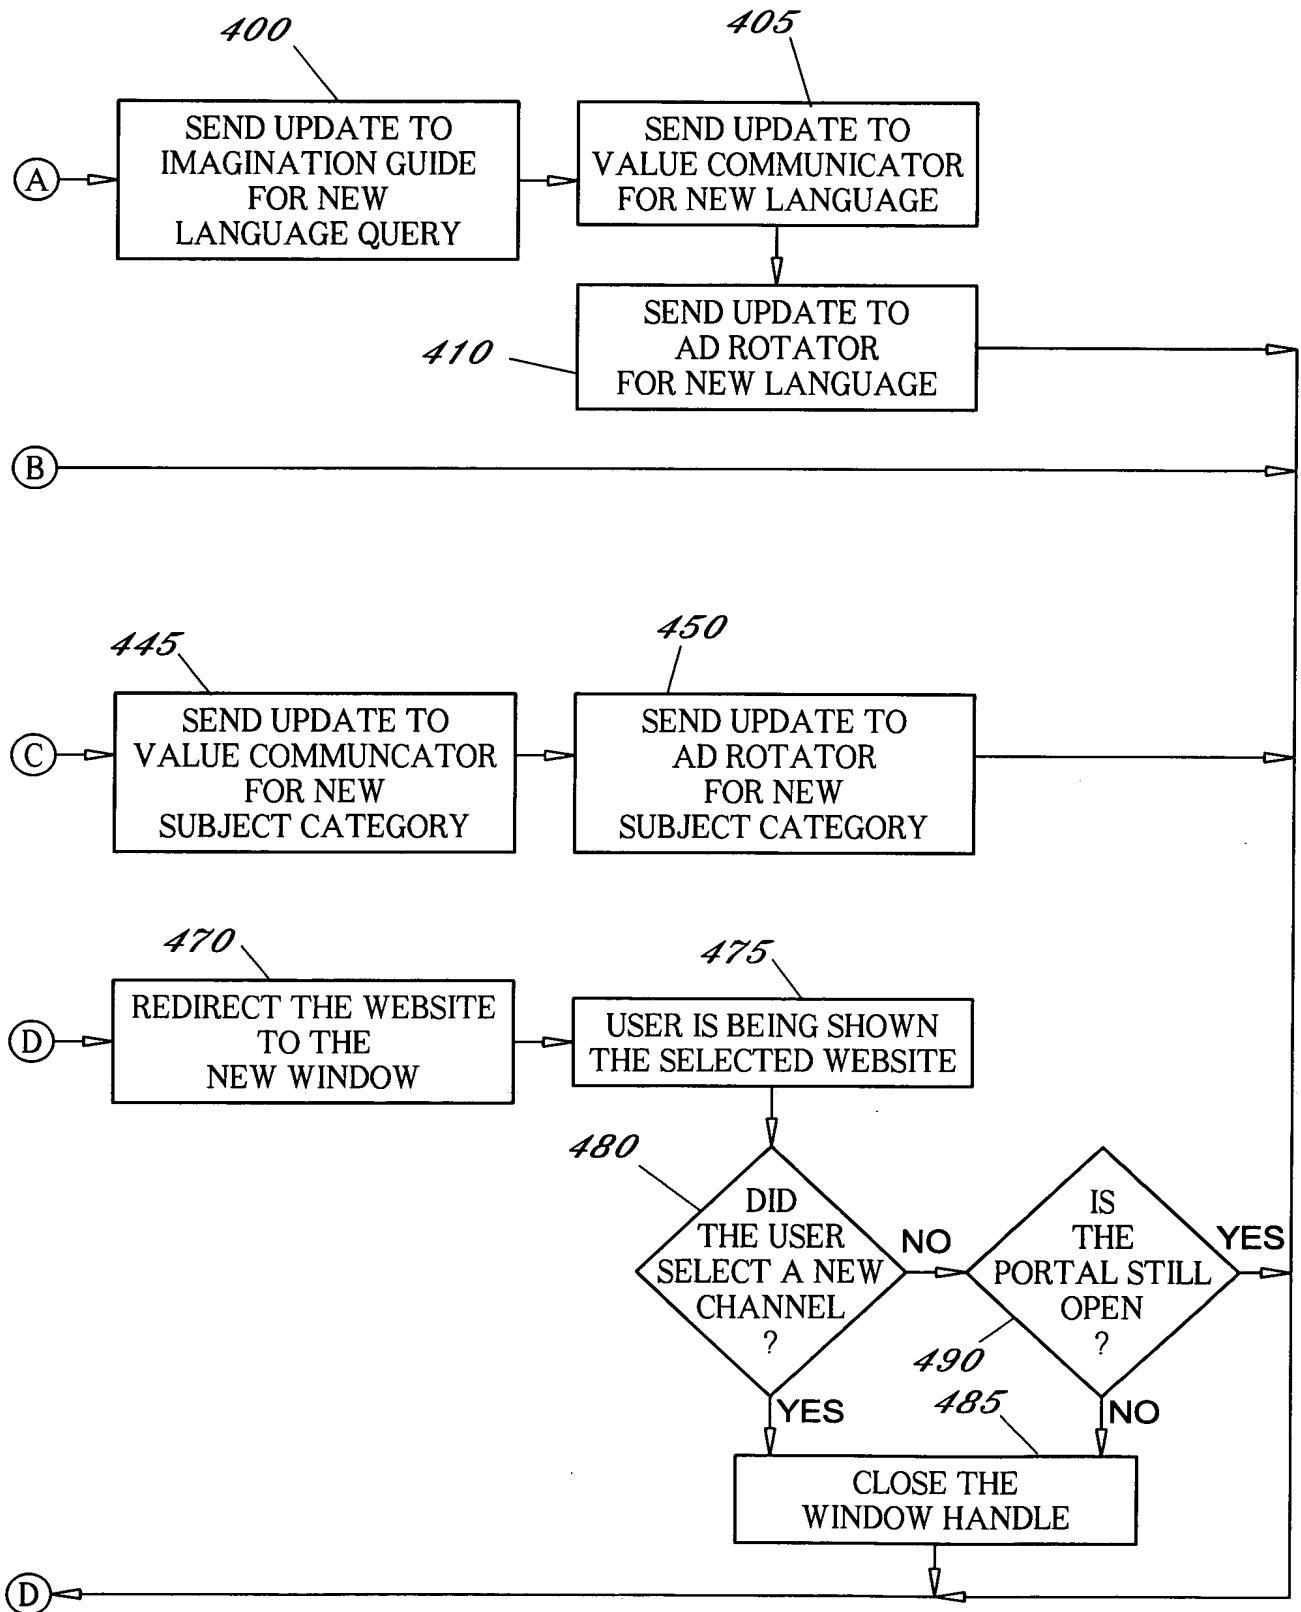 400
405
SEND UPDATE TO
IMAGINATION GUIDE
FOR NEW
LANGUAGE QUERY
SEND UPDATE TO
VALUE COMMUNICATOR
FOR NEW LANGUAGE
A
410
SEND UPDATE TO
AD ROTATOR
FOR NEW LANGUAGE
B
445
450
C
SEND UPDATE TO
VALUE COMMUNCATOR
FOR NEW
SUBJECT CATEGORY
SEND UPDATE TO
AD ROTATOR
FOR NEW
SUBJECT CATEGORY
470
475
D
REDIRECT THE WEBSITE
TO THE
NEW WINDOW
USER IS BEING SHOWN
THE SELECTED WEBSITE
480
DID
THE USER
SELECT A NEW
CHANNEL
?
NO
IS
THE
PORTAL STILL
OPEN
?
YES
490
YES
485
NO
CLOSE THE
WINDOW HANDLE
D